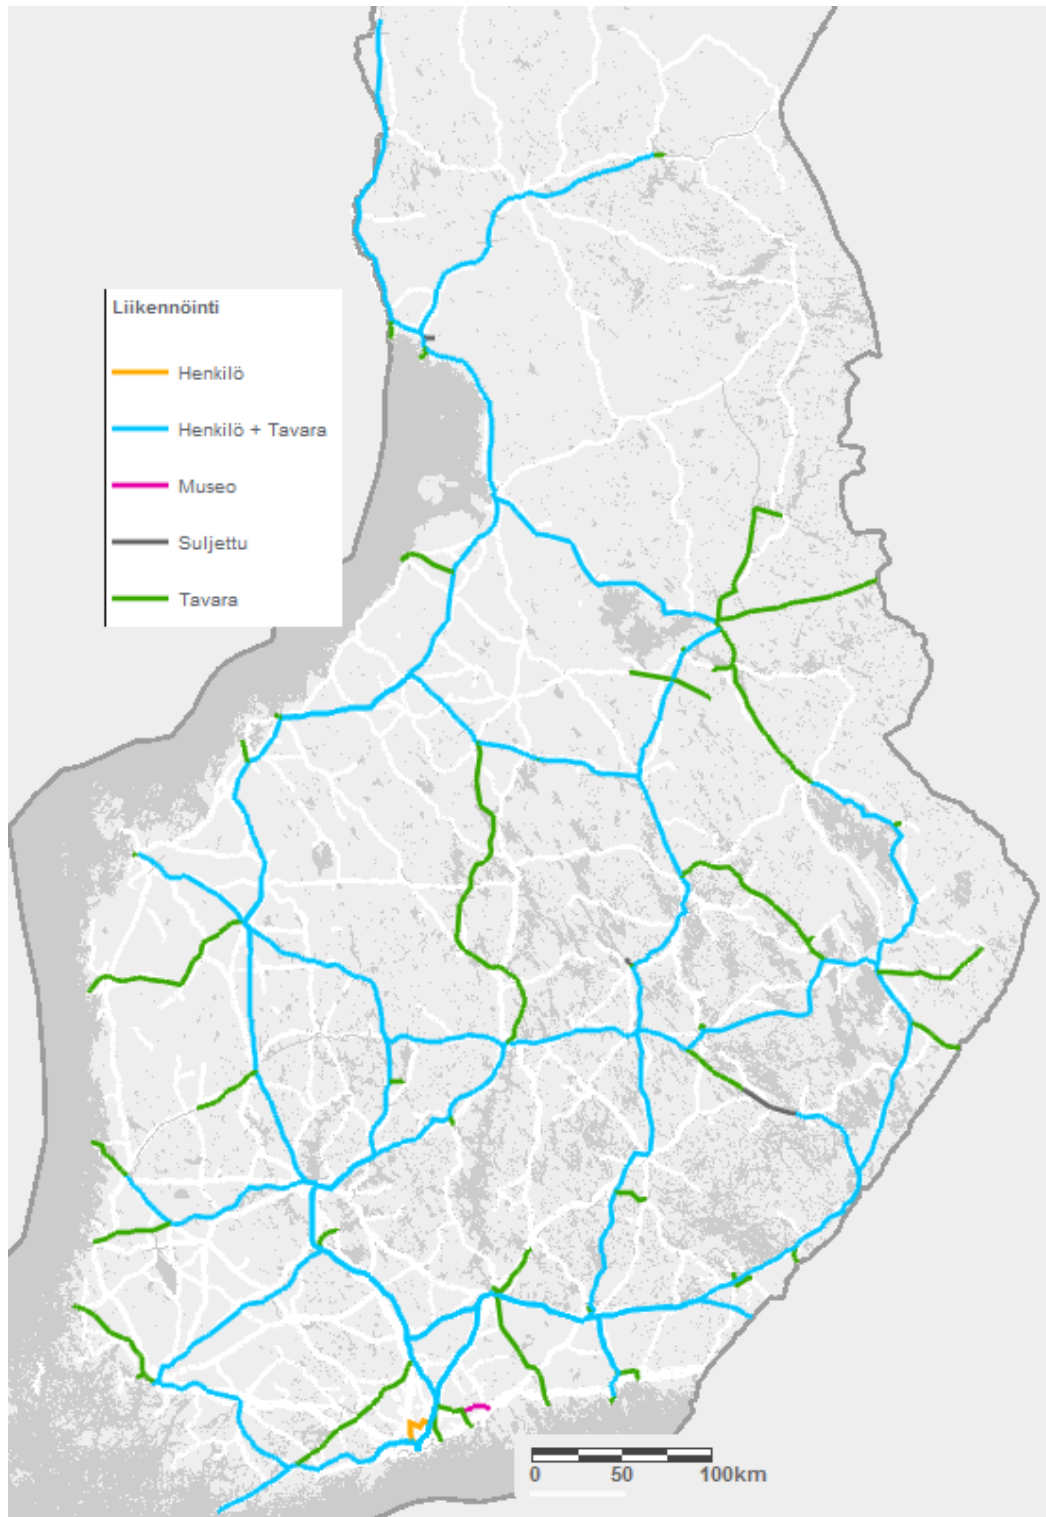 Liikennöinti
Henkilö
Henkilö + Tavara
Museo
Suljettu
Tavara
0 50 100km